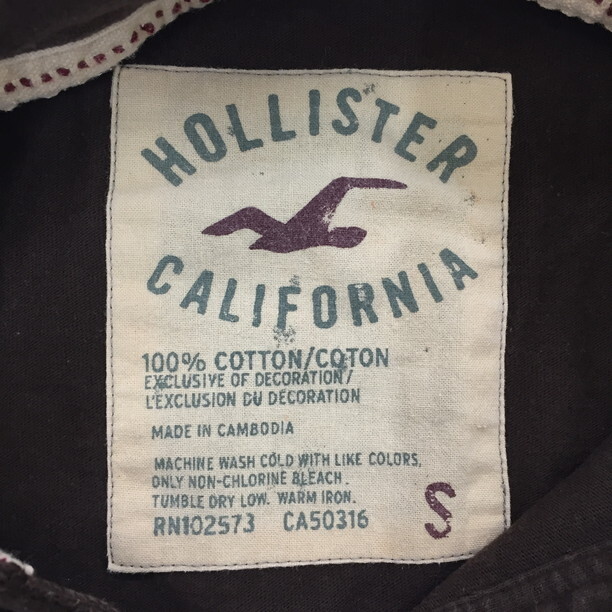 HOLLISTER
CALIFORNIA
100% COTTON/COTON
EXCLUSIVE OF DECORATION/
L'EXCLUSION DU DECORATION
MADE IN CAMBODIA
MACHINE WASH COLD WITH LIKE COLORS,
ONLY NON-CHLORINE BLEACH.
TUMBLE DRY LOW. WARM IRON.
RN102573 CA50316
S